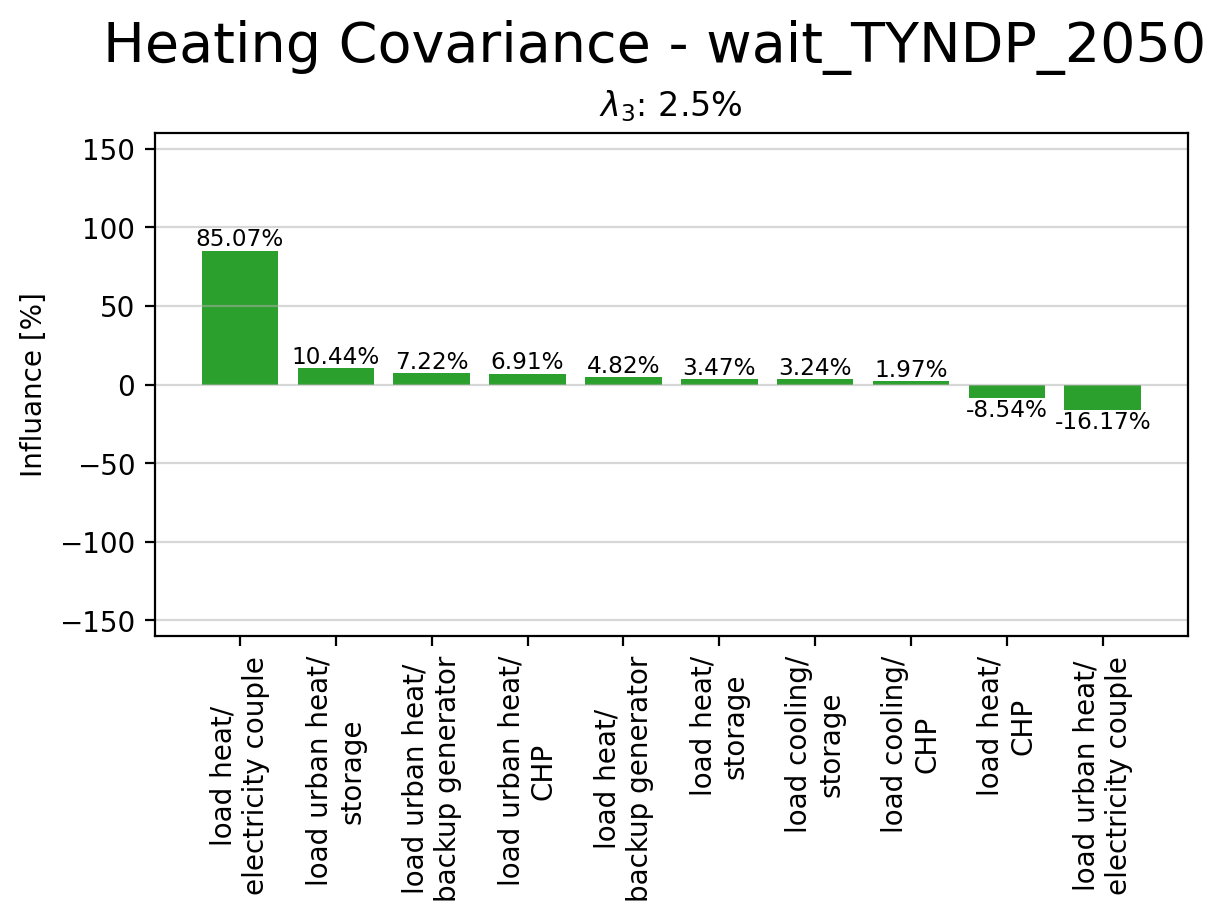 Heating Covariance - wait_TYNDP_2050
λ3: 2.5%
Influance [%]
150
100
50
0
−50
−100
−150
85.07%
10.44%
7.22%
6.91%
4.82%
3.47%
3.24%
1.97%
-8.54%
-16.17%
load heat/
electricity couple
load urban heat/
storage
load urban heat/
backup generator
load urban heat/
CHP
load heat/
backup generator
load heat/
storage
load cooling/
storage
load cooling/
CHP
load heat/
CHP
load urban heat/
electricity couple